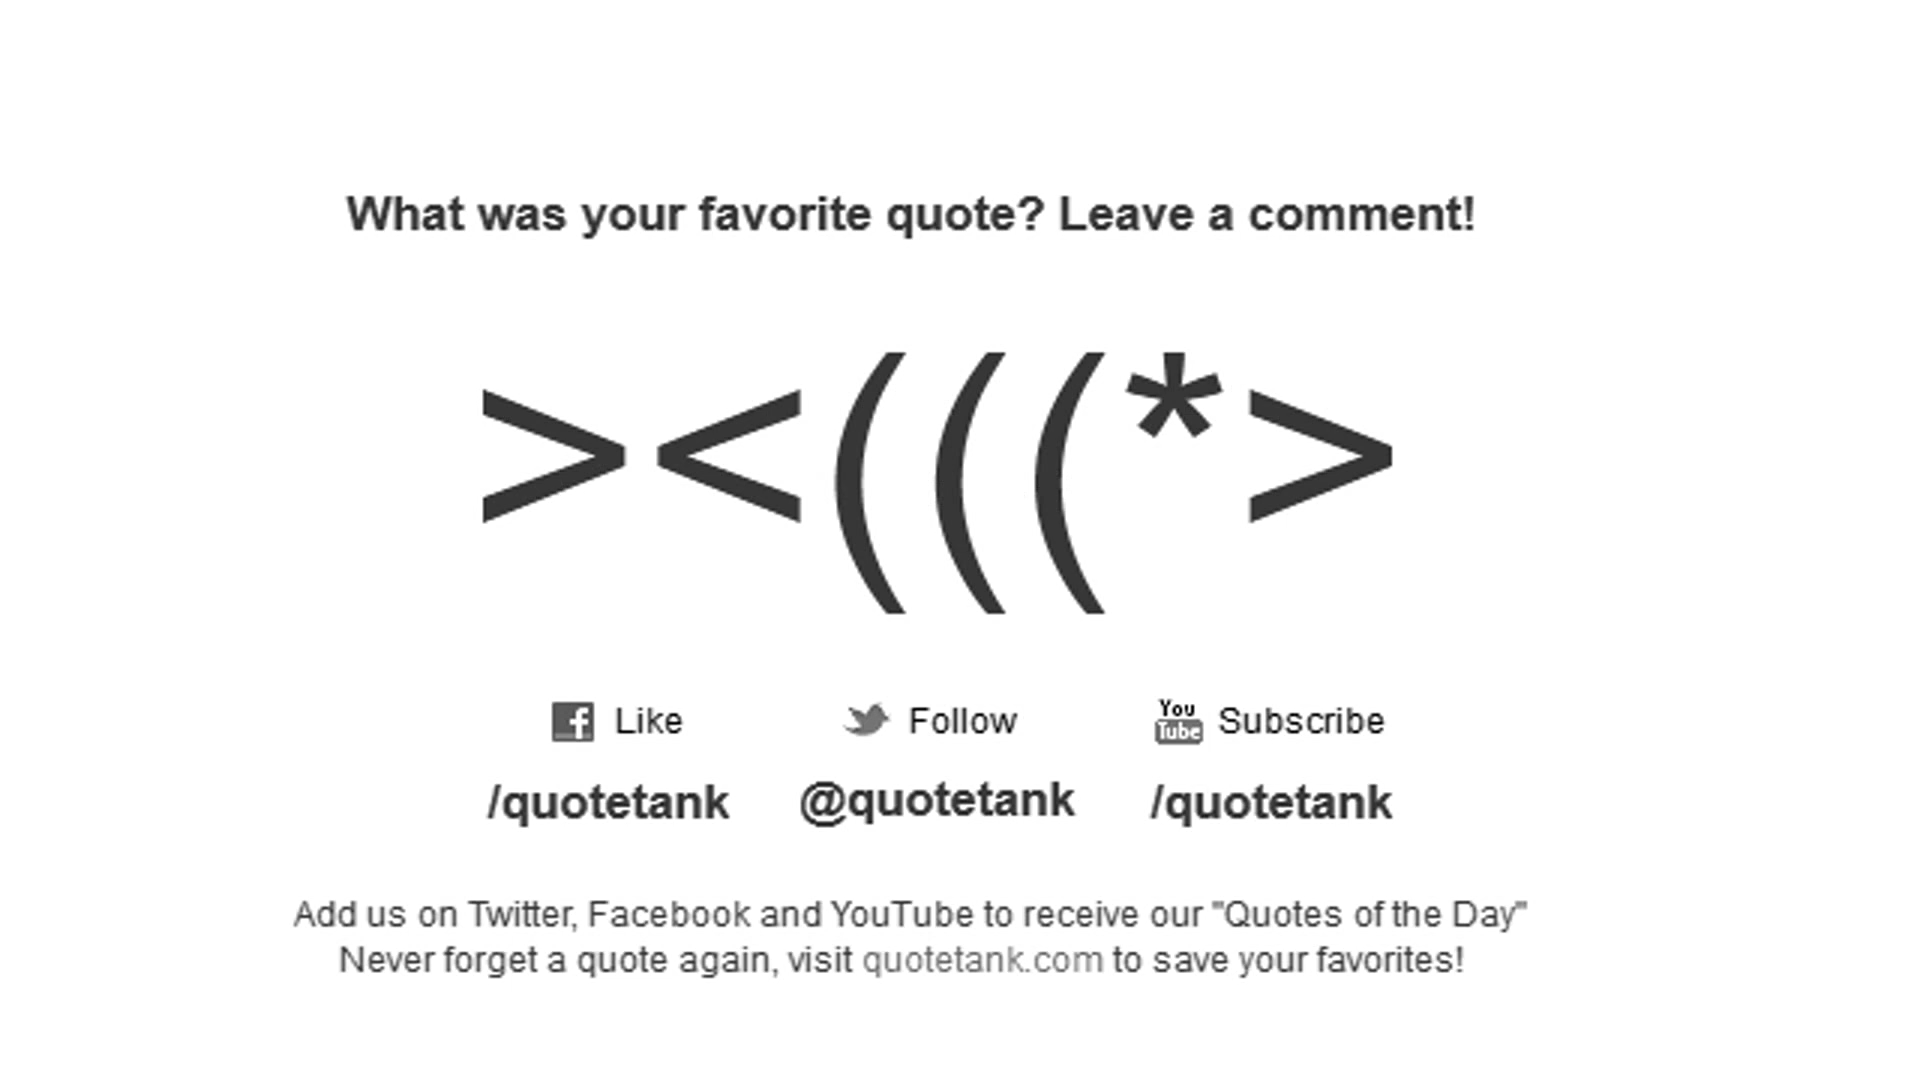 What was your favorite quote? Leave a comment!
><(((*>
Like Follow You Tube Subscribe
/quotetank @quotetank /quotetank
Add us on Twitter, Facebook and YouTube to receive our "Quotes of the Day"
Never forget a quote again, visit quotetank.com to save your favorites!